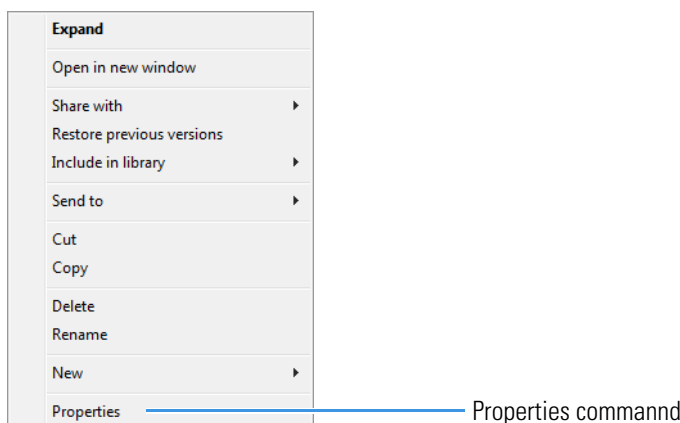 Expand
Open in new window
Share with
Restore previous versions
Include in library
Send to
Cut
Copy
Delete
Rename
New
Properties
Properties commannd